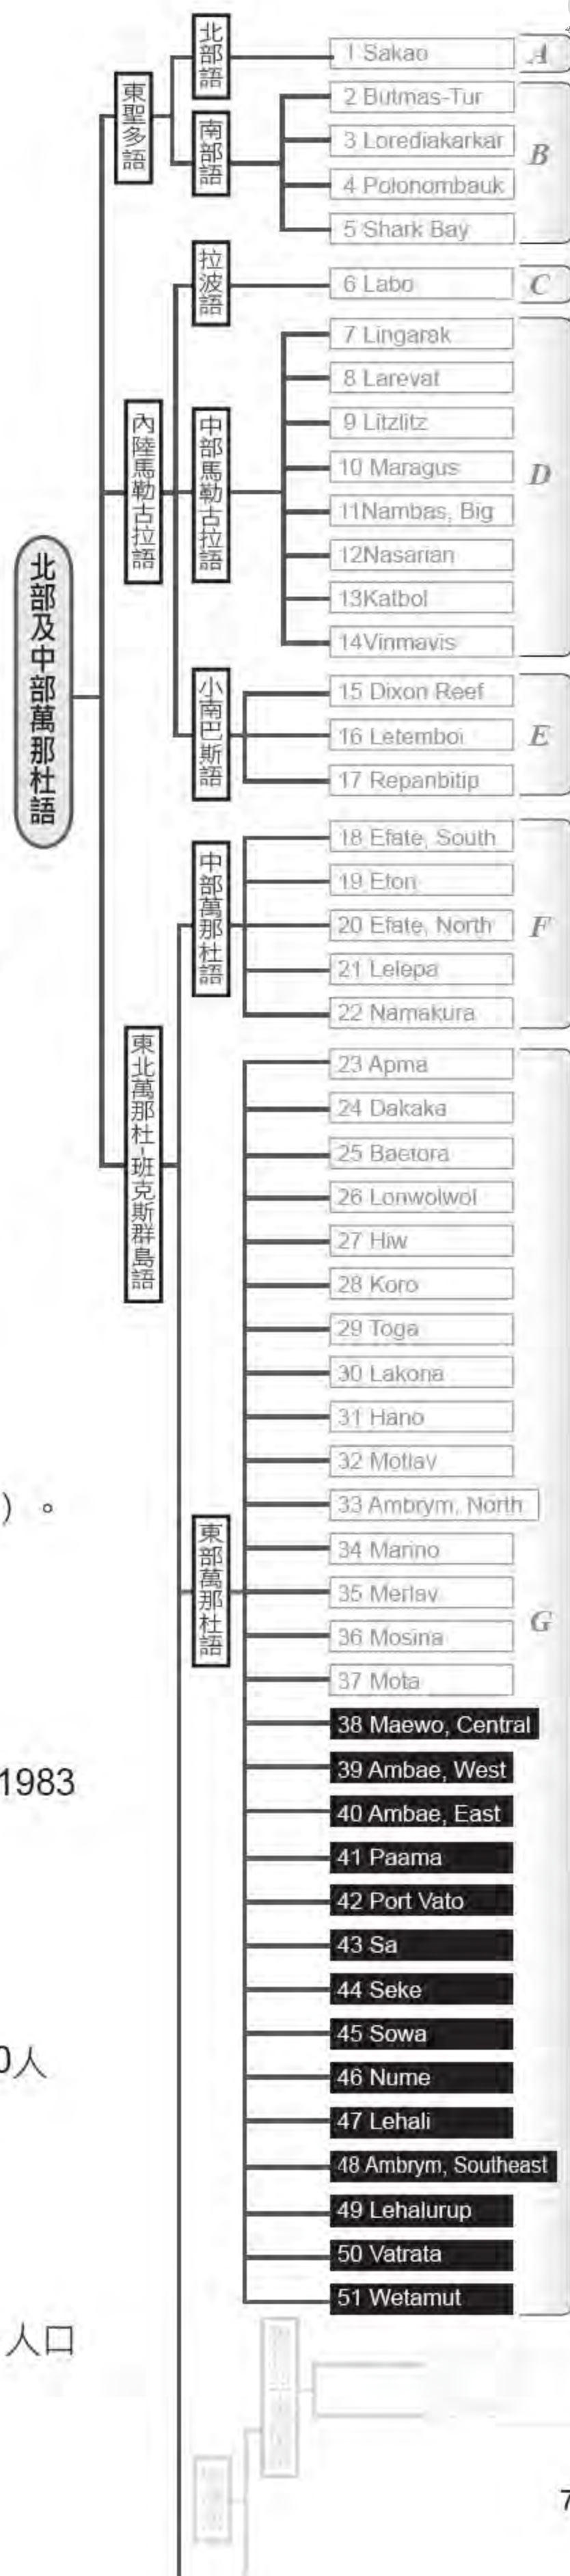 北部及中部萬那杜語
東聖多語
北部語
1 Sakao
A
南部語
2 Butmas-Tur
3 Lorediakarkar
4 Polonombauk
5 Shark Bay
B
內陸馬勒古拉語
拉波語
6 Labo
C
中部馬勒古拉語
7 Lingarak
8 Larevat
9 Litzlitz
10 Maragus
11Nambas, Big
12Nasarian
13Katbol
14Vinmavis
D
小南巴斯語
15 Dixon Reef
16 Letemboi
17 Repanbitip
E
東北萬那杜-班克斯群島語
中部萬那杜語
18 Efate, South
19 Eton
20 Efate, North
21 Lelepa
22 Namakura
F
東部萬那杜語
23 Apma
24 Dakaka
25 Baetora
26 Lonwolwol
27 Hiw
28 Koro
29 Toga
30 Lakona
31 Hano
32 Motlav
33 Ambrym, North
34 Marino
35 Merlav
36 Mosina
37 Mota
38 Maewo, Central
39 Ambae, West
40 Ambae, East
41 Paama
42 Port Vato
43 Sa
44 Seke
45 Sowa
46 Nume
47 Lehali
48 Ambrym, Southeast
49 Lehalurup
50 Vatrata
51 Wetamut
G
)。
1983
0人
人口
7